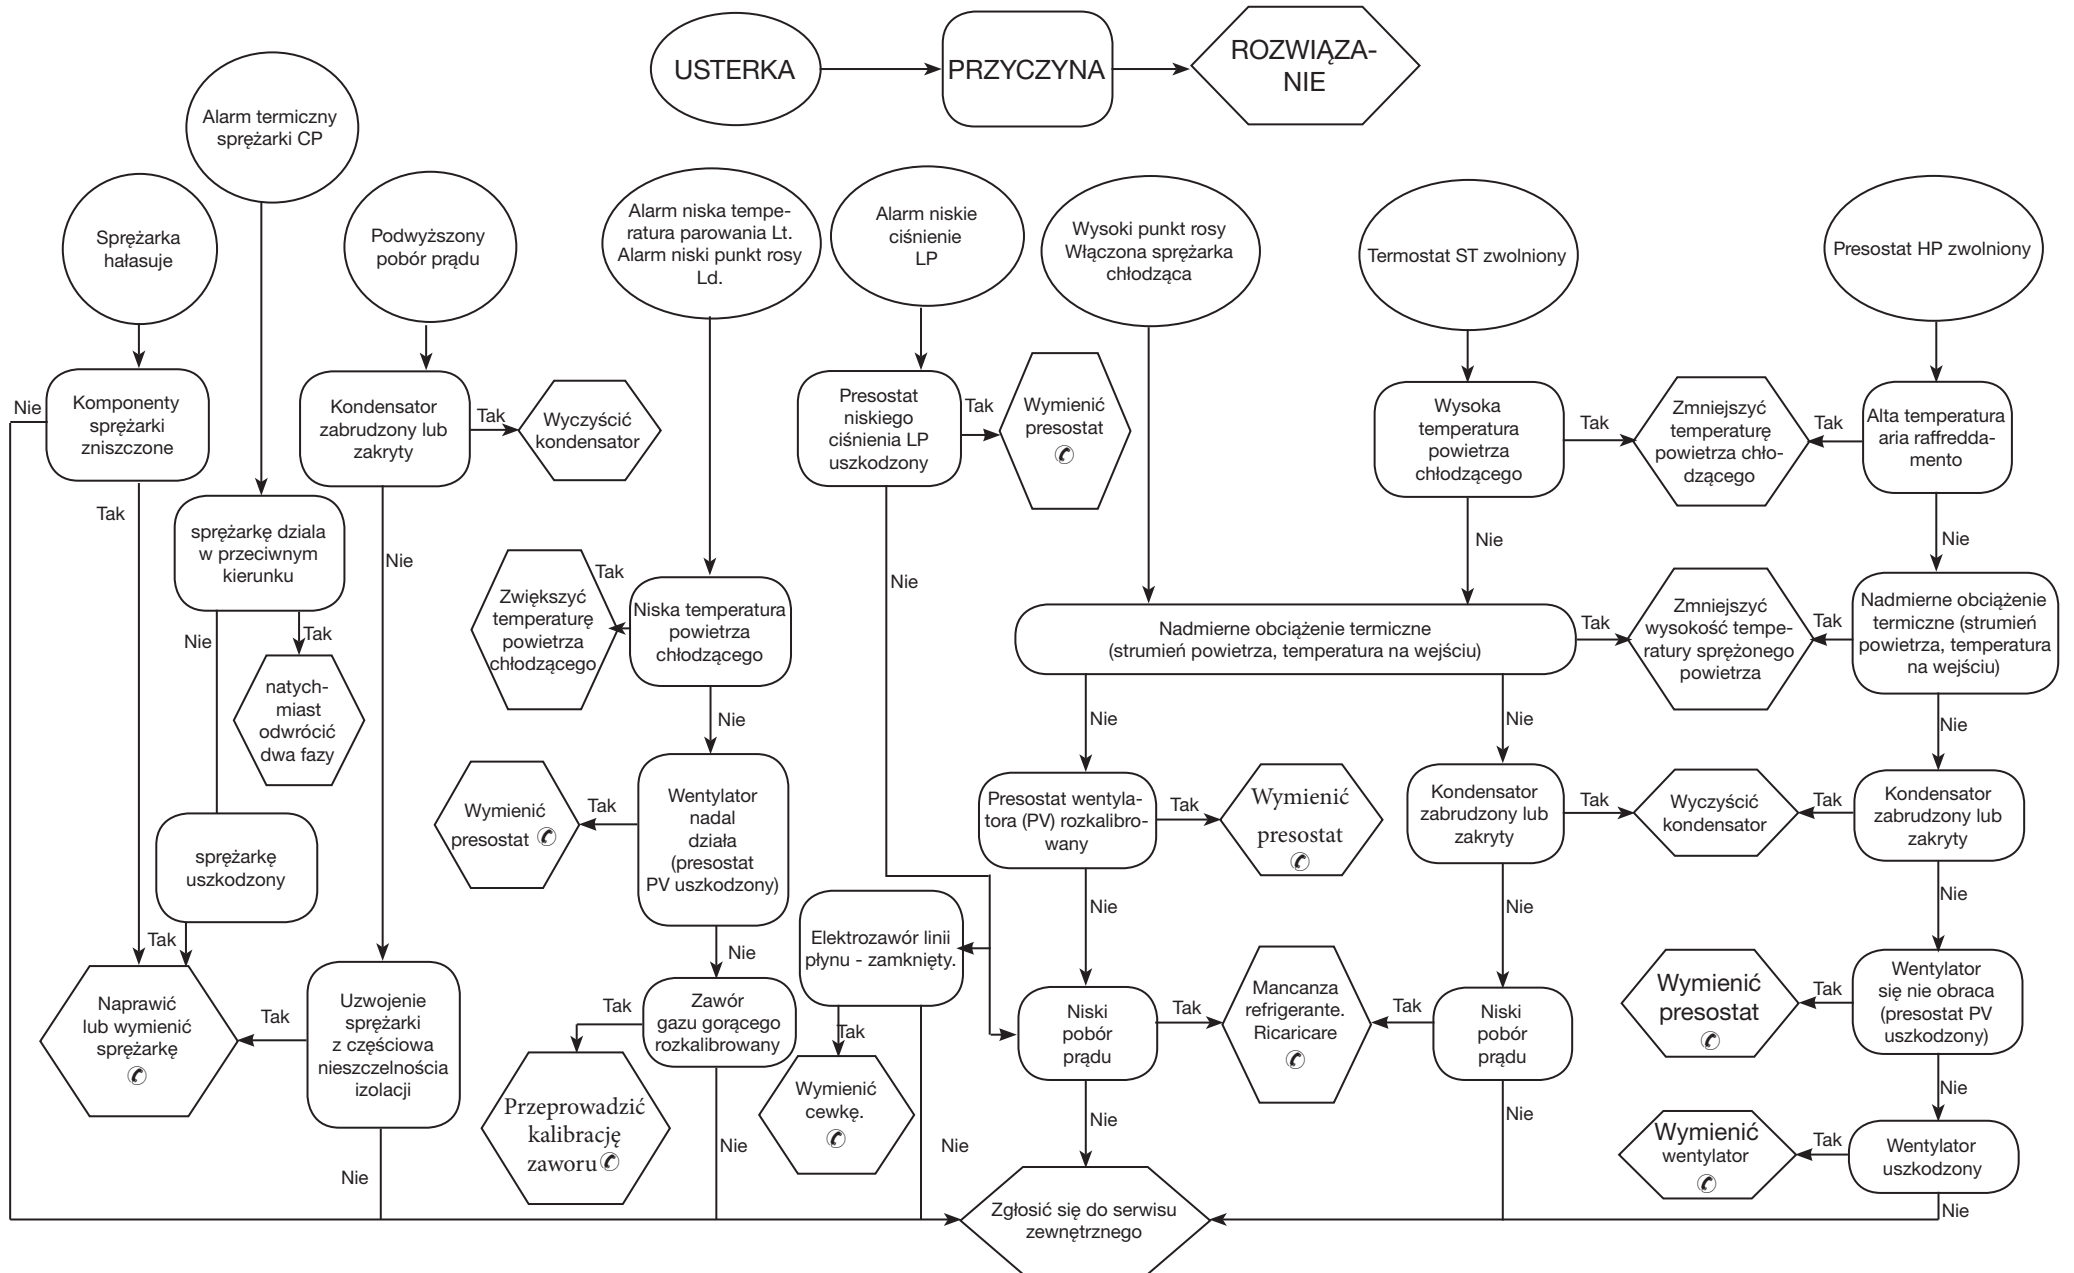 USTERKA
PRZYCZYNA
ROZWIĄZA-
NIE
Alarm termiczny
sprężarki CP
Sprężarka
hałasuje
Podwyższony
pobór prądu
Alarm niska tempe-
ratura parowania Lt.
Alarm niski punkt rosy
Ld.
Alarm niskie
ciśnienie
LP
Wysoki punkt rosy
Włączona sprężarka
chłodząca
Termostat ST zwolniony
Presostat HP zwolniony
Nie
Komponenty
sprężarki
zniszczone
Tak
Kondensator
zabrudzony lub
zakryty
Tak
Wyczyścić
kondensator
Nie
Presostat
niskiego
ciśnienia LP
uszkodzony
Tak
Wymienić
presostat
Nie
Wysoka
temperatura
powietrza
chłodzącego
Tak
Zmniejszyć
temperaturę
powietrza chło-
dzącego
Tak
Alta temperatura
aria raffredda-
mento
Nie
Nie
sprężarkę dziala
w przeciwnym
kierunku
Nie
Tak
natych-
miast
odwrócić
dwa fazy
Zwiększyć
temperaturę
powietrza
chłodzącego
Tak
Niska temperatura
powietrza
chłodzącego
Nie
Nadmierne obciążenie termiczne
(strumień powietrza, temperatura na wejściu)
Tak
Zmniejszyć
wysokość tempe-
ratury sprężonego
powietrza
Tak
Nadmierne obciążenie
termiczne (strumień
powietrza, temperatura
na wejściu)
Nie
Nie
Nie
Wymienić
presostat
Tak
Wentylator
nadal
działa
(presostat
PV uszkodzony)
Nie
Presostat wentyla-
tora (PV) rozkalibro-
wany
Tak
Wymienić
presostat
Nie
Kondensator
zabrudzony lub
zakryty
Tak
Wyczyścić
kondensator
Tak
Kondensator
zabrudzony lub
zakryty
Nie
Nie
sprężarkę
uszkodzony
Tak
Naprawić
lub wymienić
sprężarkę
Tak
Uzwojenie
sprężarki
z częściowa
nieszczelnościa
izolacji
Nie
Tak
Zawór
gazu gorącego
rozkalibrowany
Przeprowadzić
kalibrację
zaworu
Nie
Elektrozawór linii
płynu - zamknięty.
Tak
Wymienić
cewkę.
Nie
Niski
pobór
prądu
Tak
Mancanza
refrigerante.
Ricaricare
Tak
Niski
pobór
prądu
Nie
Nie
Wymienić
presostat
Tak
Wentylator
się nie obraca
(presostat PV
uszkodzony)
Nie
Wymienić
wentylator
Tak
Wentylator
uszkodzony
Nie
Zgłosić się do serwisu
zewnętrznego